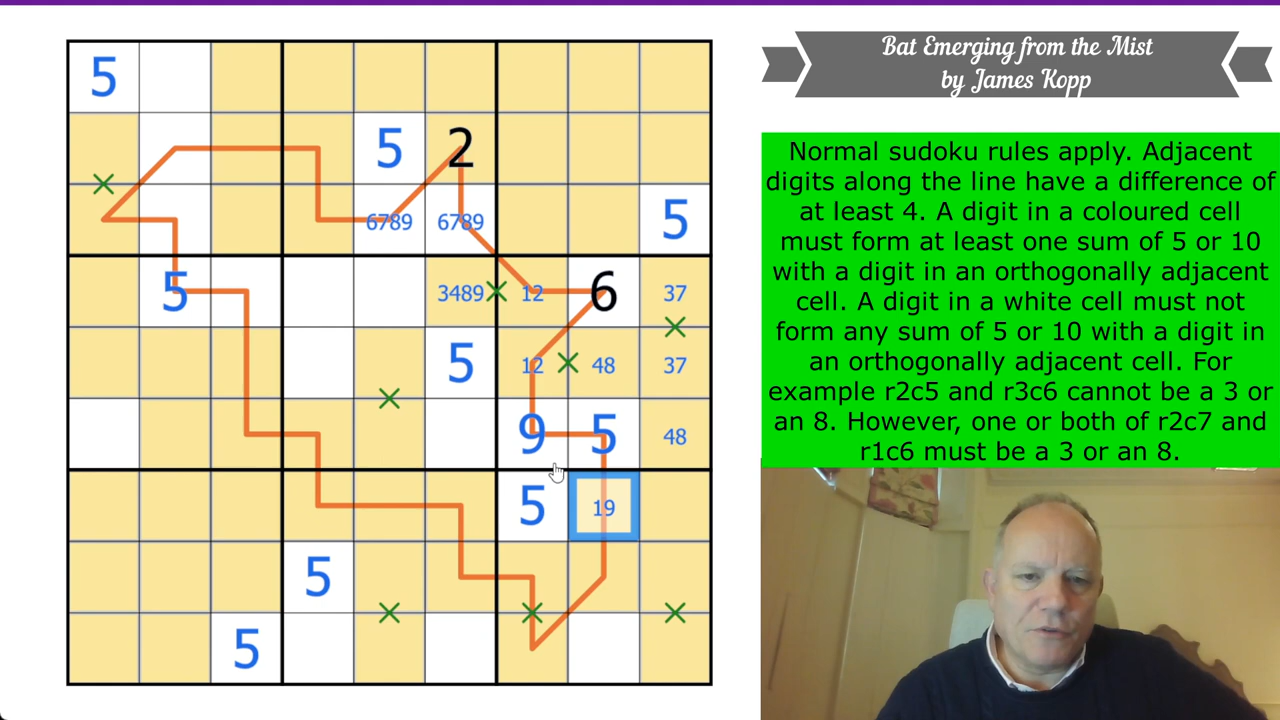 Bat Emerging from the Mist
by James Kopp
Normal sudoku rules apply. Adjacent
digits along the line have a difference of
at least 4. A digit in a coloured cell
must form at least one sum of 5 or 10
with a digit in an orthogonally adjacent
cell. A digit in a white cell must not
form any sum of 5 or 10 with a digit in
an orthogonally adjacent cell. For
example r2c5 and r3c6 cannot be a 3 or
an 8. However, one or both of r2c7 and
r1c6 must be a 3 or an 8.
5
5 2
6789 6789 5
5 3489 12 6 37
5 12 48 37
9 5 48
5 19
5
5